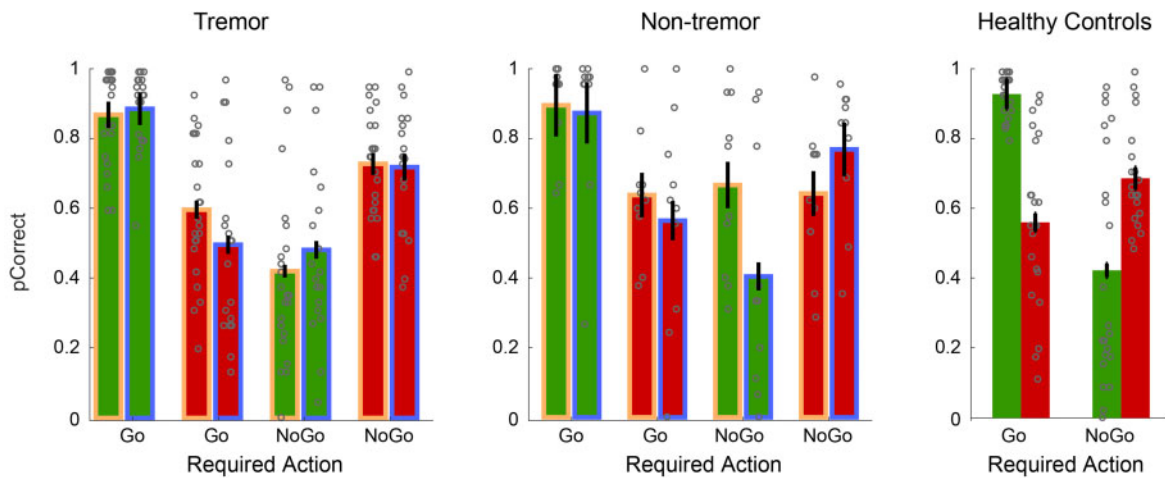 Tremor
Non-tremor
Healthy Controls
pCorrect
1
0.8
0.6
0.4
0.2
0
Go
Go
NoGo
NoGo
Required Action
1
0.8
0.6
0.4
0.2
0
Go
Go
NoGo
NoGo
Required Action
1
0.8
0.6
0.4
0.2
0
Go
NoGo
Required Action